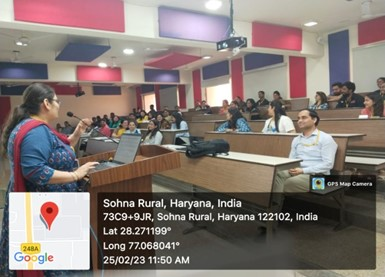 GPS Map Camera
Sohna Rural, Haryana, India
73C9+9JR, Sohna Rural, Haryana 122102, India
Lat 28.271199°
Long 77.068041°
25/02/23 11:50 AM
248A
Google